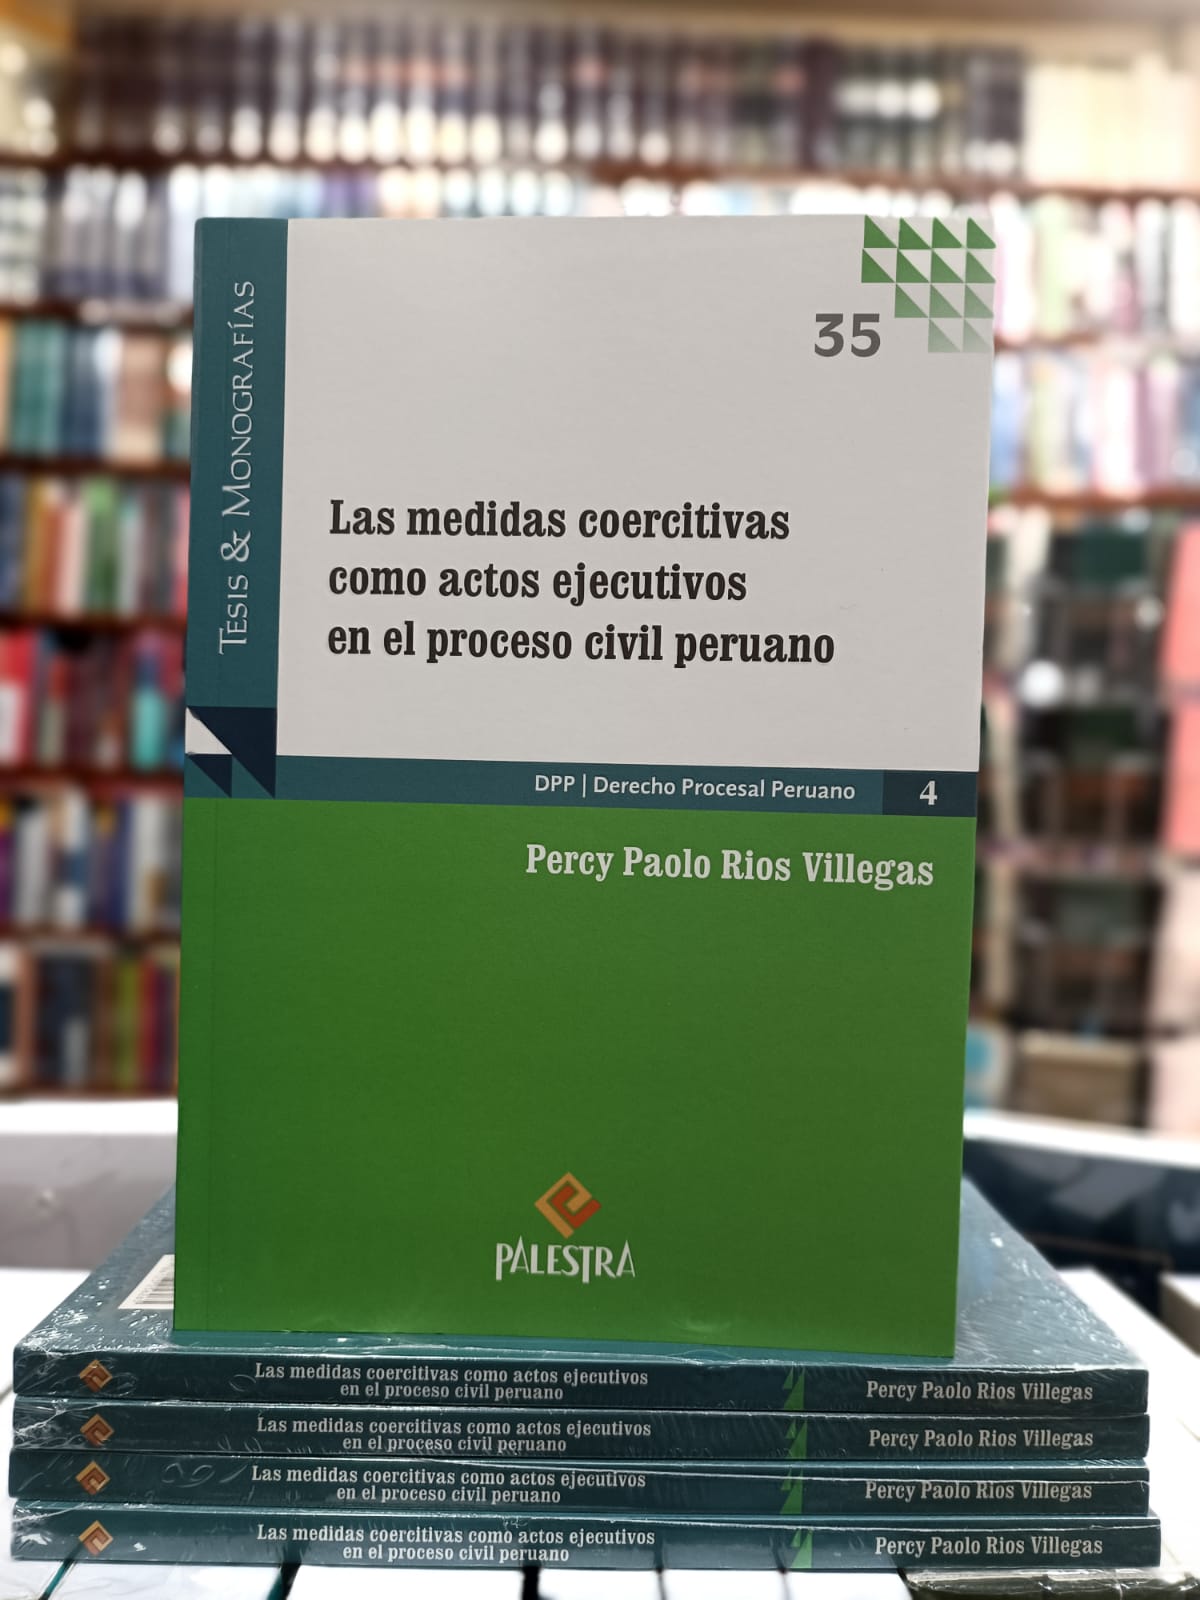 TESIS & MONOGRAFÍAS
35
Las medidas coercitivas
como actos ejecutivos
en el proceso civil peruano
DPP | Derecho Procesal Peruano 4
Percy Paolo Rios Villegas
PALESTRA
Las medidas coercitivas como actos ejecutivos
en el proceso civil peruano
Percy Paolo Rios Villegas
Las medidas coercitivas como actos ejecutivos
en el proceso civil peruano
Percy Paolo Rios Villegas
Las medidas coercitivas como actos ejecutivos
en el proceso civil peruano
Percy Paolo Rios Villegas
Las medidas coercitivas como actos ejecutivos
en el proceso civil peruano
Percy Paolo Rios Villegas